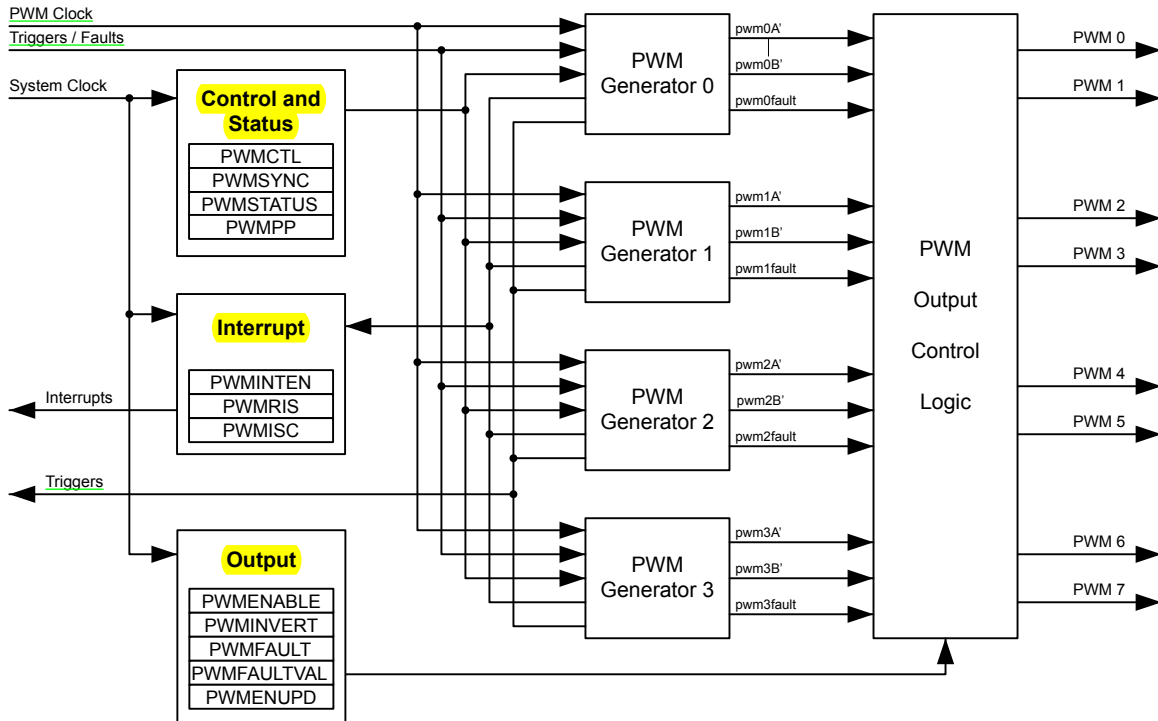 PWM Clock
Triggers / Faults
System Clock
Control and
Status
PWMCTL
PWMSYNC
PWMSTATUS
PWMPP
Interrupt
PWMINTEN
PWMRIS
PWMISC
Interrupts
Triggers
Output
PWMENABLE
PWMINVERT
PWMFAULT
PWMFAULTVAL
PWMENUPD
PWM
Generator 0
pwm0A’
pwm0B’
pwm0fault
PWM
Generator 1
pwm1A’
pwm1B’
pwm1fault
PWM
Generator 2
pwm2A’
pwm2B’
pwm2fault
PWM
Generator 3
pwm3A’
pwm3B’
pwm3fault
PWM
Output
Control
Logic
PWM 0
PWM 1
PWM 2
PWM 3
PWM 4
PWM 5
PWM 6
PWM 7